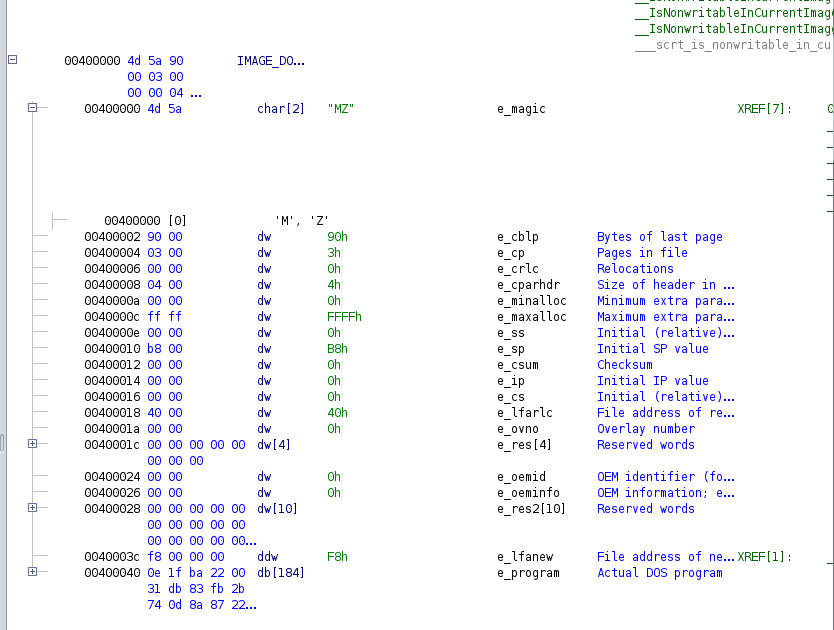 __IsNonwritableInCurrentImag
__IsNonwritableInCurrentImag
___scrt_is_nonwritable_in_cu
00400000 4d 5a 90 IMAGE_DO...
00 03 00
00 00 04 ...
00400000 4d 5a char[2] "MZ" e_magic XREF[7]: 0
00400000 [0] 'M', 'Z'
00400002 90 00 dw 90h e_cblp Bytes of last page
00400004 03 00 dw 3h e_cp Pages in file
00400006 00 00 dw 0h e_crlc Relocations
00400008 04 00 dw 4h e_cparhdr Size of header in ...
0040000a 00 00 dw 0h e_minalloc Minimum extra para...
0040000c ff ff dw FFFFh e_maxalloc Maximum extra para...
0040000e 00 00 dw 0h e_ss Initial (relative)...
00400010 b8 00 dw B8h e_sp Initial SP value
00400012 00 00 dw 0h e_csum Checksum
00400014 00 00 dw 0h e_ip Initial IP value
00400016 00 00 dw 0h e_cs Initial (relative)...
00400018 40 00 dw 40h e_lfarlc File address of re...
0040001a 00 00 dw 0h e_ovno Overlay number
0040001c 00 00 00 00 00 dw[4] e_res[4] Reserved words
00 00 00
00400024 00 00 dw 0h e_oemid OEM identifier (fo...
00400026 00 00 dw 0h e_oeminfo OEM information; e...
00400028 00 00 00 00 00 dw[10] e_res2[10] Reserved words
00 00 00 00 00
00 00 00 00 00...
0040003c f8 00 00 00 ddw F8h e_lfanew File address of ne... XREF[1]:
00400040 0e 1f ba 22 00 db[184] e_program Actual DOS program
31 db 83 fb 2b
74 0d 8a 87 22...